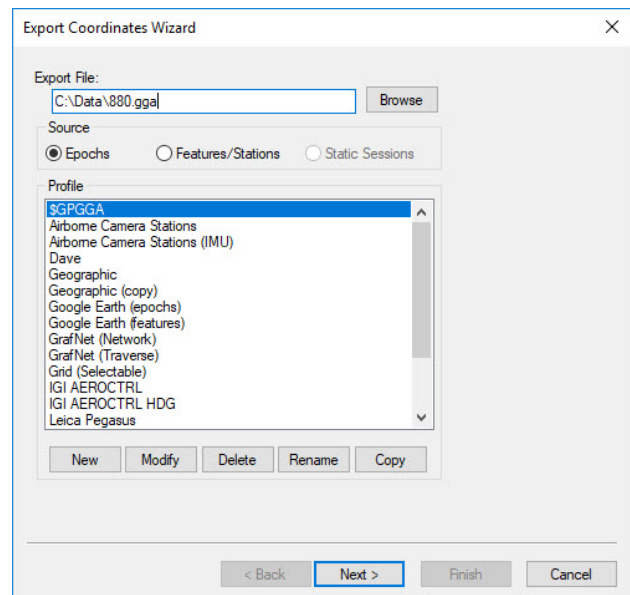 Export Coordinates Wizard
Export File:
C:\Data\880.gga
Browse
Source
Epochs
Features/Stations
Static Sessions
Profile
$GPGGA
Airborne Camera Stations
Airborne Camera Stations (IMU)
Dave
Geographic
Geographic (copy)
Google Earth (epochs)
Google Earth (features)
GrafNet (Network)
GrafNet (Traverse)
Grid (Selectable)
IGI AEROCTRL
IGI AEROCTRL HDG
Leica Pegasus
New Modify Delete Rename Copy
< Back Next > Finish Cancel